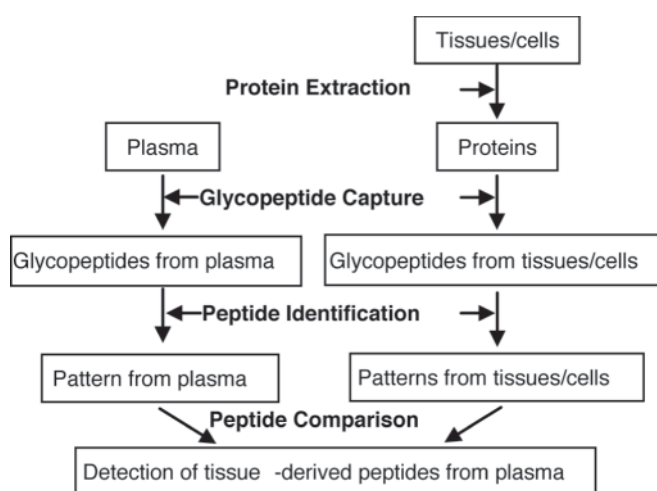 Tissues/cells
Protein Extraction
Plasma
Proteins
Glycopeptide Capture
Glycopeptides from plasma
Glycopeptides from tissues/cells
Peptide Identification
Pattern from plasma
Patterns from tissues/cells
Peptide Comparison
Detection of tissue -derived peptides from plasma